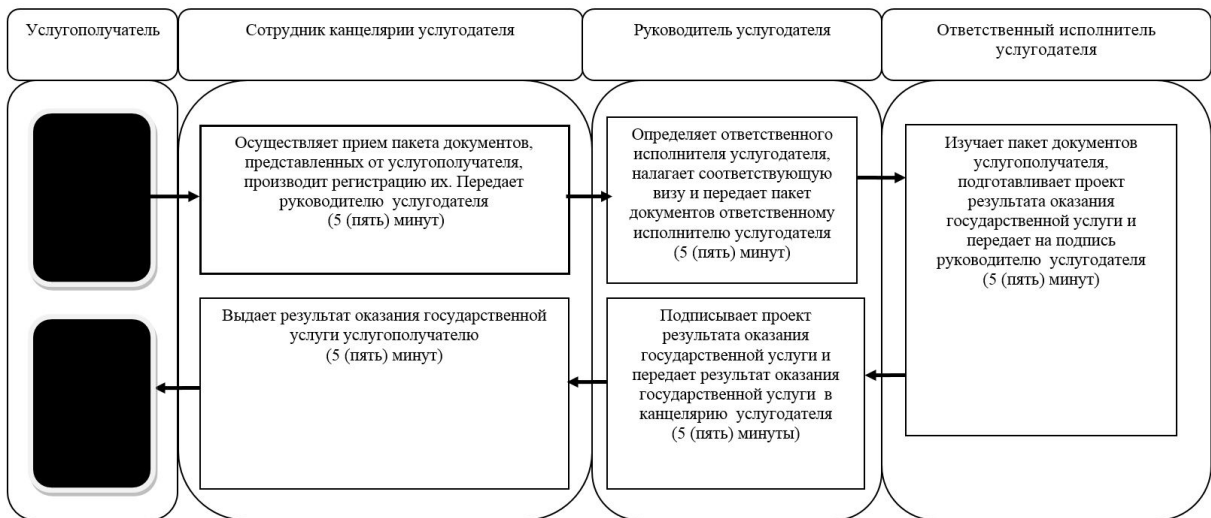 Услугополучатель
Сотрудник канцелярии услугодателя
Руководитель услугодателя
Ответственный исполнитель
услугодателя
Осуществляет прием пакета документов,
представленных от услугополучателя,
производит регистрацию их. Передает
руководителю услугодателя
(5 (пять) минут)
Определяет ответственного
исполнителя услугодателя,
налагает соответствующую
визу и передает пакет
документов ответственному
исполнителю услугодателя
(5 (пять) минут)
Изучает пакет документов
услугополучателя,
подготавливает проект
результата оказания
государственной услуги и
передает на подпись
руководителю услугодателя
(5 (пять) минут)
Выдает результат оказания государственной
услуги услугополучателю
(5 (пять) минут)
Подписывает проект
результата оказания
государственной услуги и
передает результат оказания
государственной услуги в
канцелярию услугодателя
(5 (пять) минуты)